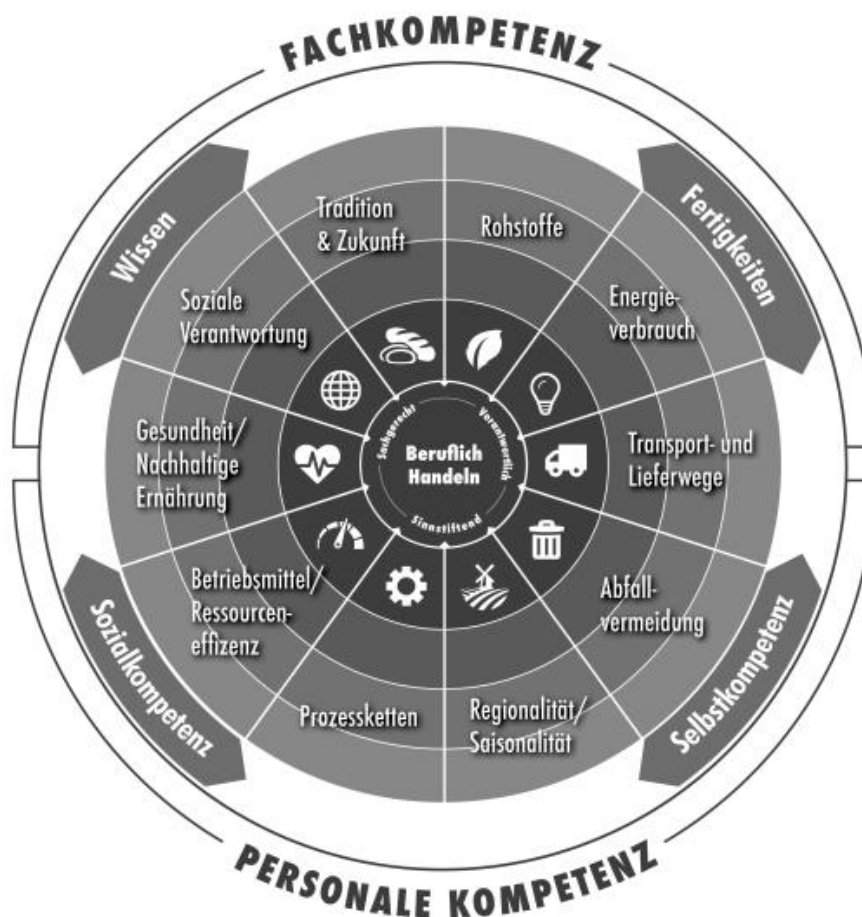 FACHKOMPETENZ
Wissen
Fertigkeiten
Tradition
& Zukunft
Rohstoffe
Soziale
Verantwortung
Energie-
verbrauch
Gesundheit/
Nachhaltige
Ernährung
Transport- und
Lieferwege
Sachgerecht
Verantwortlich
Beruflich
Handeln
Sinnstiftend
Betriebsmittel/
Ressourcen-
effizenz
Abfall-
vermeidung
Prozessketten
Regionalität/
Saisonalität
Sozialkompetenz
Selbstkompetenz
PERSONALE KOMPETENZ